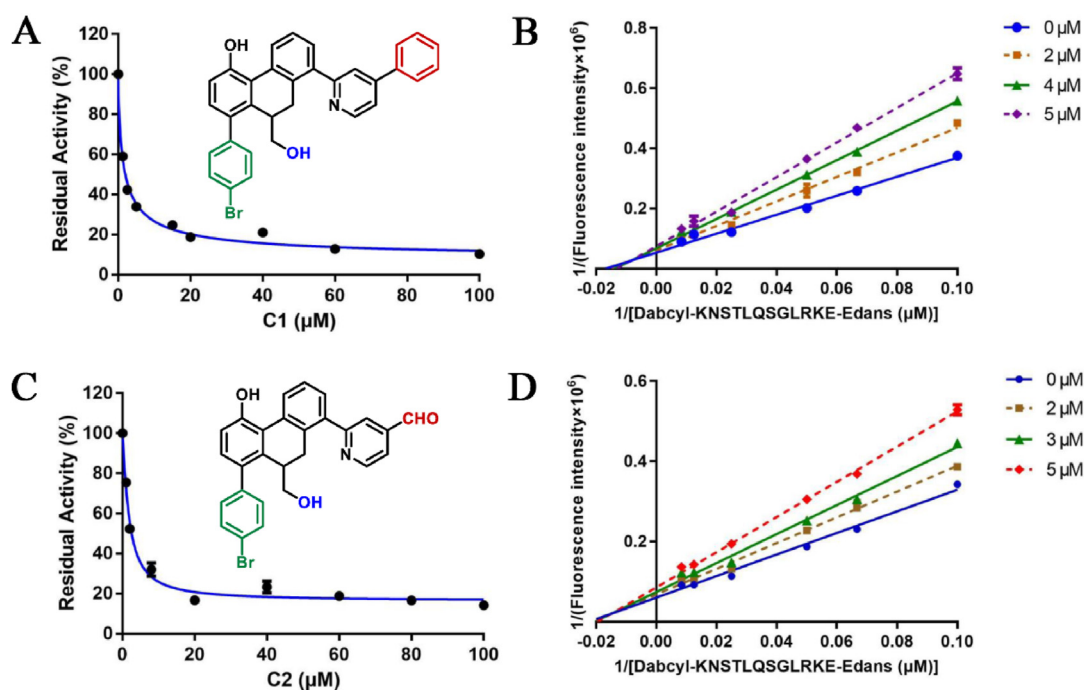 A
Residual Activity (%)
120
100
80
60
40
20
0
0 20 40 60 80 100
C1 (μM)
OH
N
OH
Br
B
1/(Fluorescence intensity×10⁶)
0.8
0.6
0.4
0.2
-0.02 0.00 0.02 0.04 0.06 0.08 0.10
1/[Dabcyl-KNSTLQSGLRKE-Edans (μM)]
0 μM
2 μM
4 μM
5 μM
C
Residual Activity (%)
120
100
80
60
40
20
0
0 20 40 60 80 100
C2 (μM)
OH
CHO
N
OH
Br
D
1/(Fluorescence intensity×10⁶)
0.6
0.4
0.2
-0.02 0.00 0.02 0.04 0.06 0.08 0.10
1/[Dabcyl-KNSTLQSGLRKE-Edans (μM)]
0 μM
2 μM
3 μM
5 μM